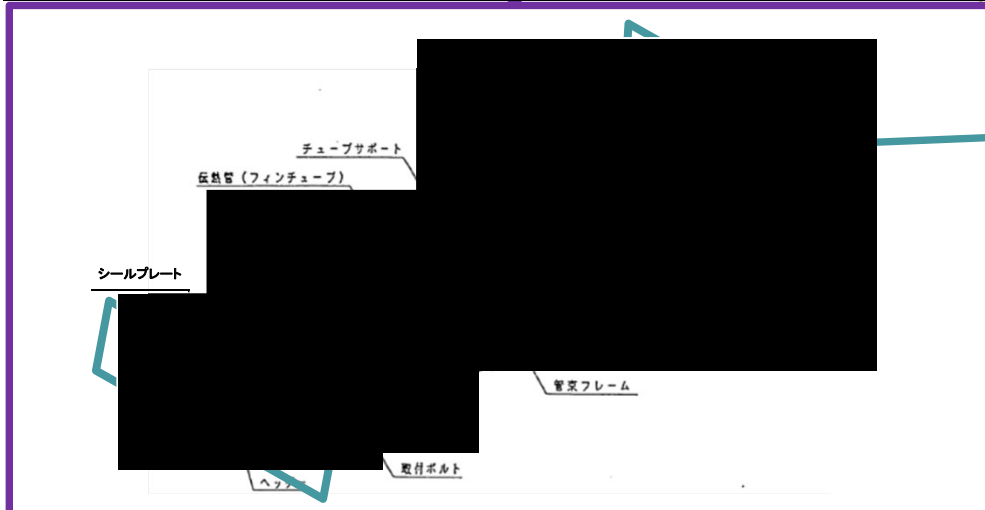 チューブサポート
伝熱管(フィンチューブ)
シールプレート
管束フレーム
取付ボルト